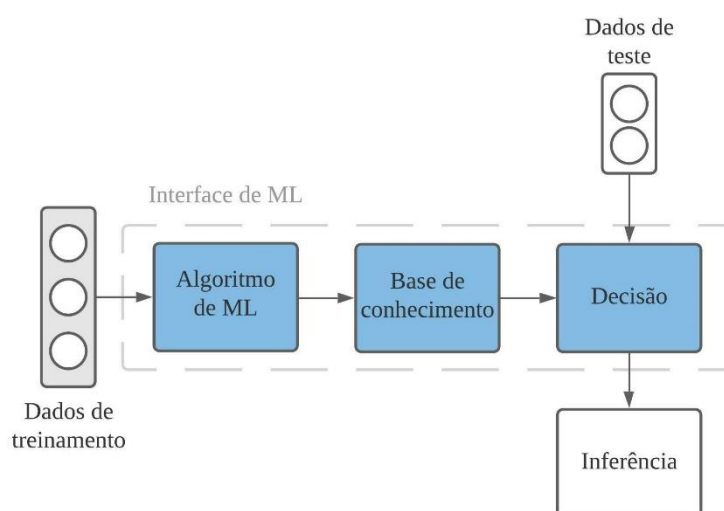 Dados de
teste
Interface de ML
Algoritmo
de ML
Base de
conhecimento
Decisão
Dados de
treinamento
Inferência